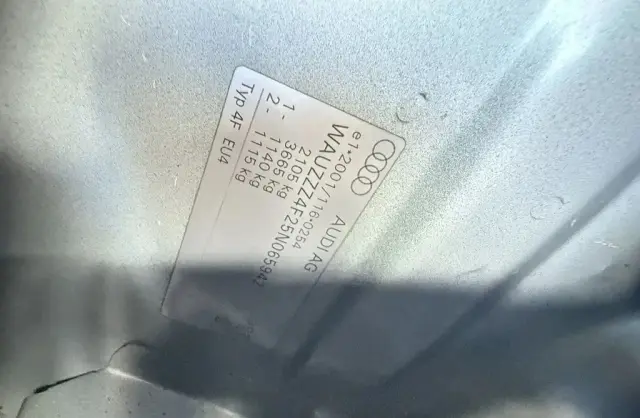 AUDI AG
e1*2001/116*0254
WAUZZZ4F25N065942
2105 kg
3665 kg
1 - 1140 kg
2 - 1115 kg
Typ 4F EU4